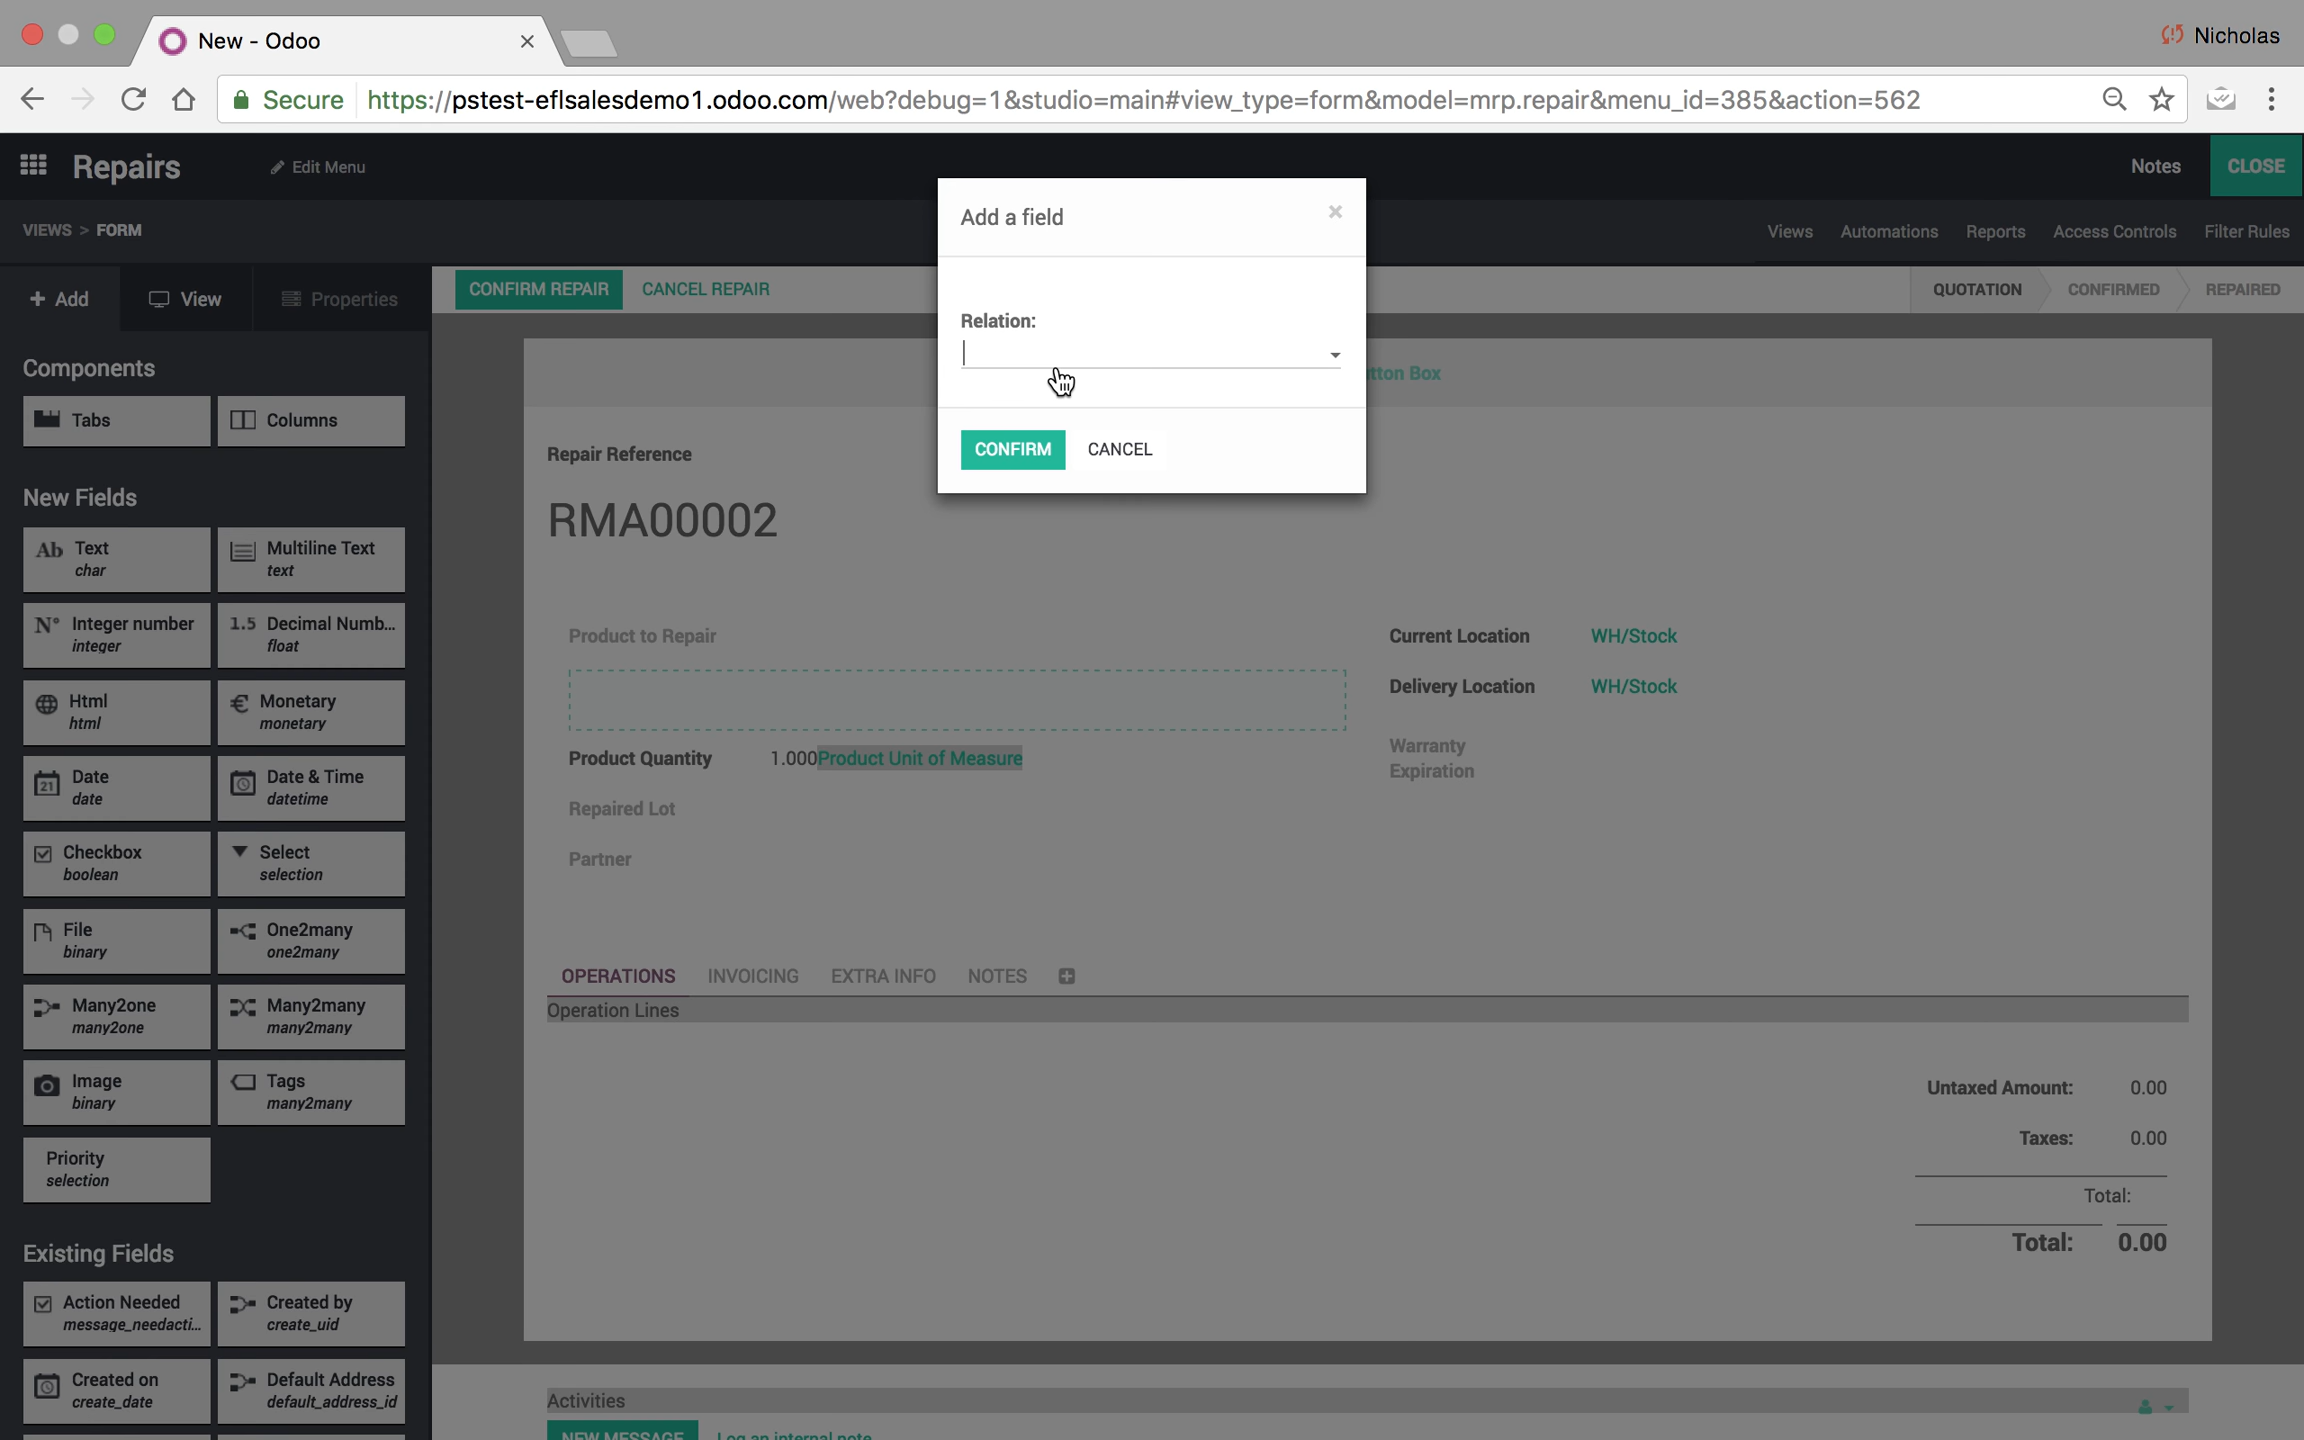 New - Odoo
Nicholas
Secure https://pstest-eflsalesdemo1.odoo.com/web?debug=1&studio=main#view_type=form&model=mrp.repair&menu_id=385&action=562
Repairs Edit Menu
Notes CLOSE
VIEWS > FORM
Views Automations Reports Access Controls Filter Rules
+ Add View Properties
CONFIRM REPAIR CANCEL REPAIR
QUOTATION CONFIRMED REPAIRED
Add a field ×
Relation:
CONFIRM CANCEL
Components
Tabs Columns
New Fields
Ab Text
char
Multiline Text
text
N° Integer number
integer
1.5 Decimal Numb...
float
Html
html
€ Monetary
monetary
21 Date
date
Date & Time
datetime
Checkbox
boolean
Select
selection
File
binary
One2many
one2many
Many2one
many2one
Many2many
many2many
Image
binary
Tags
many2many
Priority
selection
Existing Fields
Action Needed
message_needacti...
Created by
create_uid
Created on
create_date
Default Address
default_address_id
tton Box
Repair Reference
RMA00002
Product to Repair
Product Quantity 1.000Product Unit of Measure
Repaired Lot
Partner
Current Location WH/Stock
Delivery Location WH/Stock
Warranty
Expiration
OPERATIONS INVOICING EXTRA INFO NOTES
Operation Lines
Untaxed Amount: 0.00
Taxes: 0.00
Total:
Total: 0.00
Activities
NEW MESSAGE Log an internal note